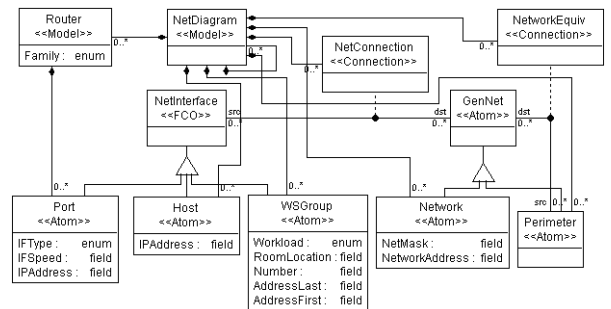 Router
<<Model>>
Family : enum
0..*
NetDiagram
<<Model>>
0..*
NetConnection
<<Connection>>
0..*
NetworkEquiv
<<Connection>>
0..*
NetInterface
<<FCO>>
src
0..*
dst
0..*
GenNet
<<Atom>>
dst
0..*
0..*
Port
<<Atom>>
IFType : enum
IFSpeed : field
IPAddress : field
0..*
Host
<<Atom>>
IPAddress : field
0..*
WSGroup
<<Atom>>
Workload : enum
RoomLocation : field
Number : field
AddressLast : field
AddressFirst : field
0..*
Network
<<Atom>>
NetMask : field
NetworkAddress : field
src
0..*
0..*
Perimeter
<<Atom>>